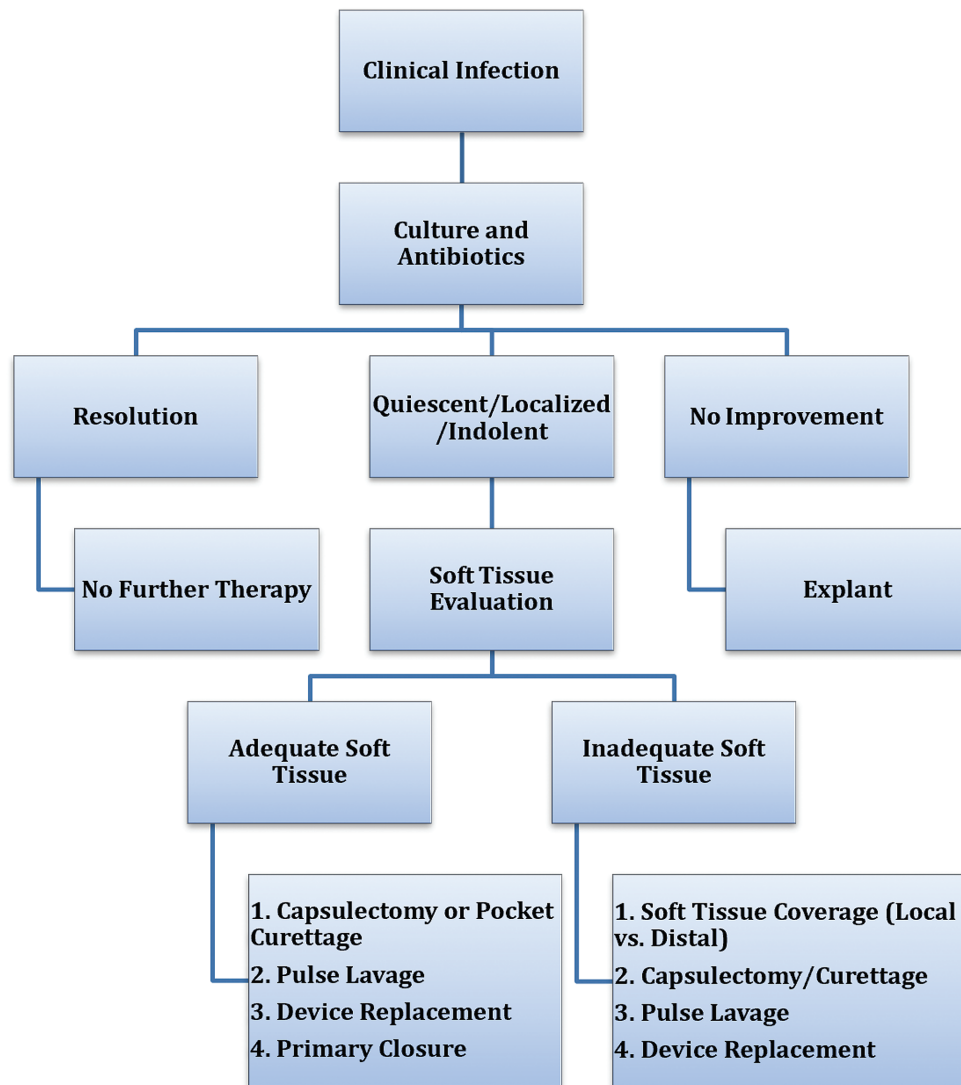 Clinical Infection
Culture and
Antibiotics
Resolution
Quiescent/Localized
/Indolent
No Improvement
No Further Therapy
Soft Tissue
Evaluation
Explant
Adequate Soft
Tissue
Inadequate Soft
Tissue
1. Capsulectomy or Pocket
Curettage
2. Pulse Lavage
3. Device Replacement
4. Primary Closure
1. Soft Tissue Coverage (Local
vs. Distal)
2. Capsulectomy/Curettage
3. Pulse Lavage
4. Device Replacement